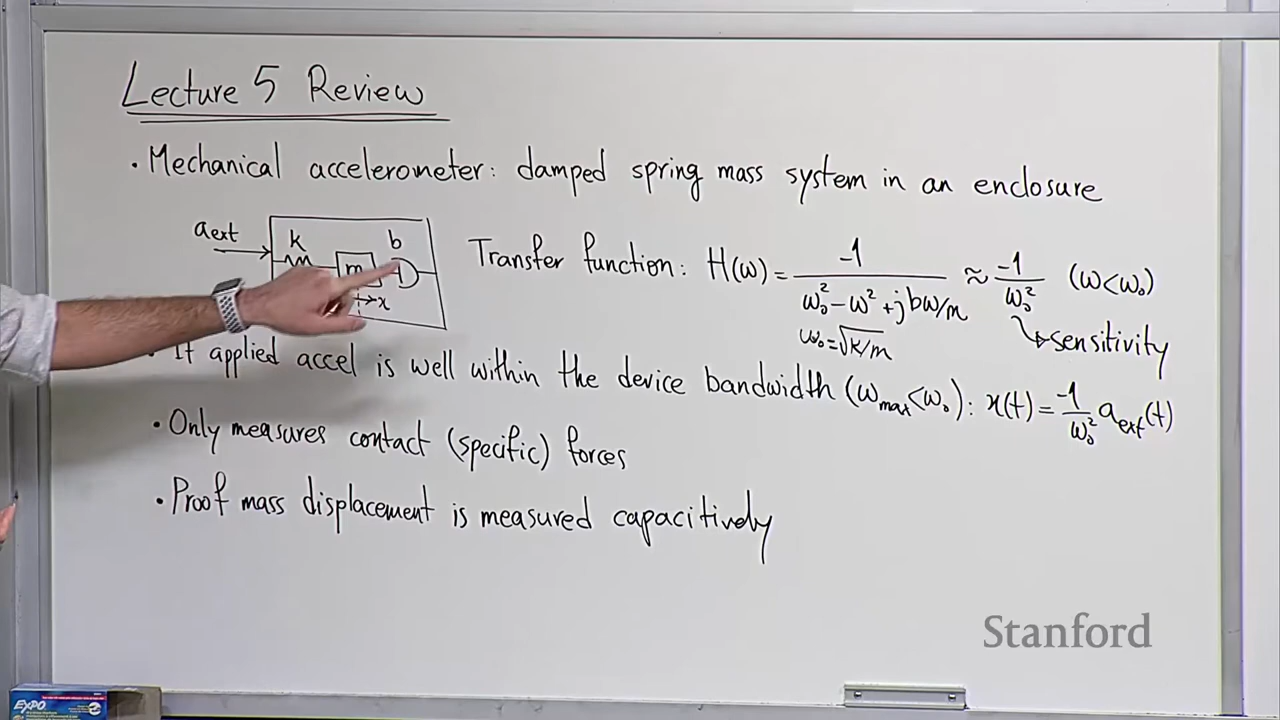 Lecture 5 Review
• Mechanical accelerometer: damped spring mass system in an enclosure
aext k m b x
Transfer function: H(ω) = -1 / (ω₀² - ω² + jbω/m) ≈ -1/ω₀² (ω<ω₀)
ω₀ = √k/m
↳ sensitivity
• If applied accel is well within the device bandwidth (ωmax<ω₀): x(t) = -1/ω₀² aext(t)
• Only measures contact (specific) forces
• Proof mass displacement is measured capacitively
Stanford
EXPO